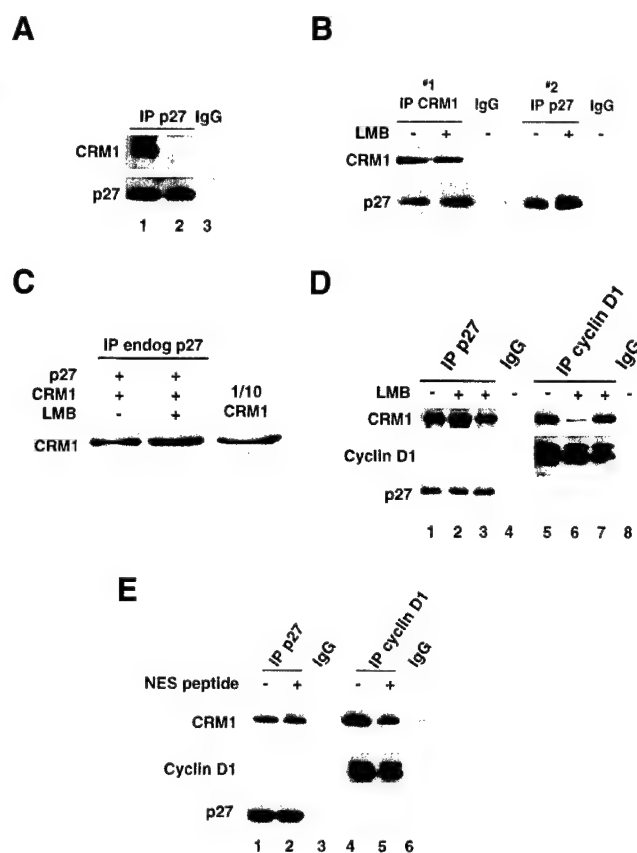 A
IP p27 IgG
CRM1
p27
1 2 3
B
#1 #2
IP CRM1 IgG IP p27 IgG
LMB - + - - + -
CRM1
p27
C
IP endog p27
p27 + +
CRM1 + + 1/10
LMB - + CRM1
CRM1
D
IP p27 IgG IP cyclin D1 IgG
LMB - + + - - + + -
CRM1
Cyclin D1
p27
1 2 3 4 5 6 7 8
E
IP p27 IgG IP cyclin D1 IgG
NES peptide - + - +
CRM1
Cyclin D1
p27
1 2 3 4 5 6